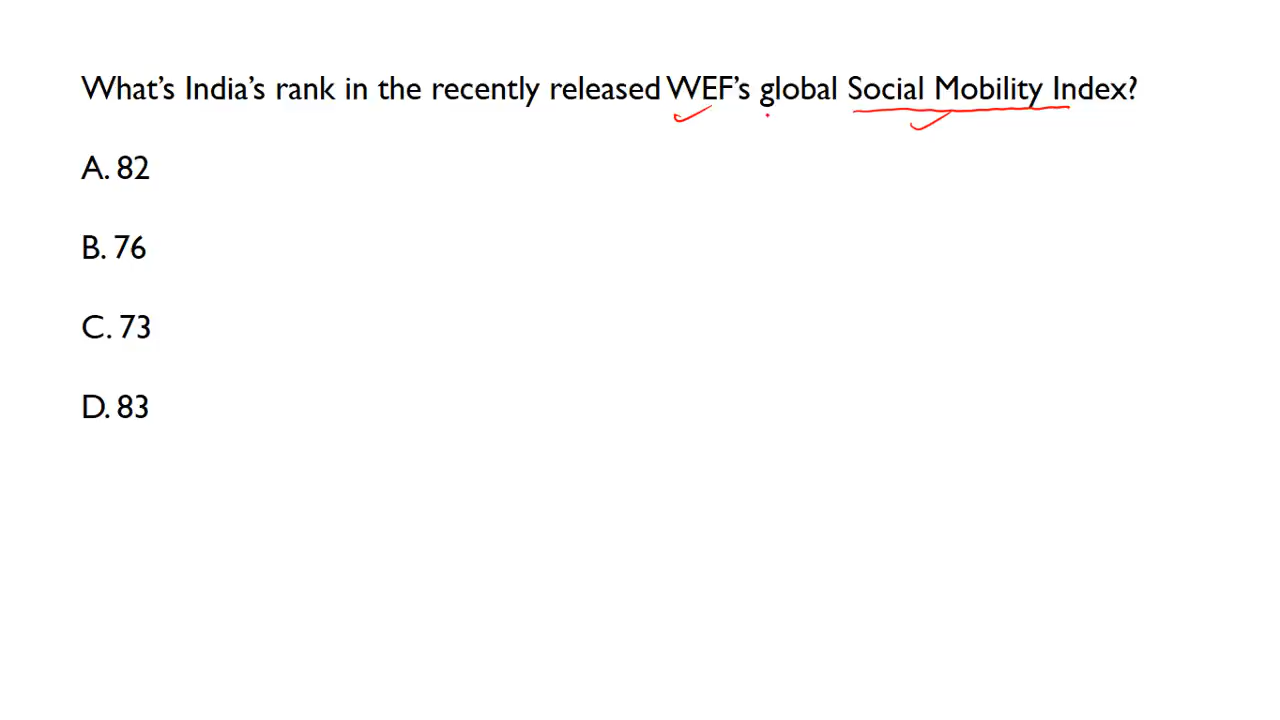 What's India's rank in the recently released WEF's global Social Mobility Index?
A. 82
B. 76
C. 73
D. 83